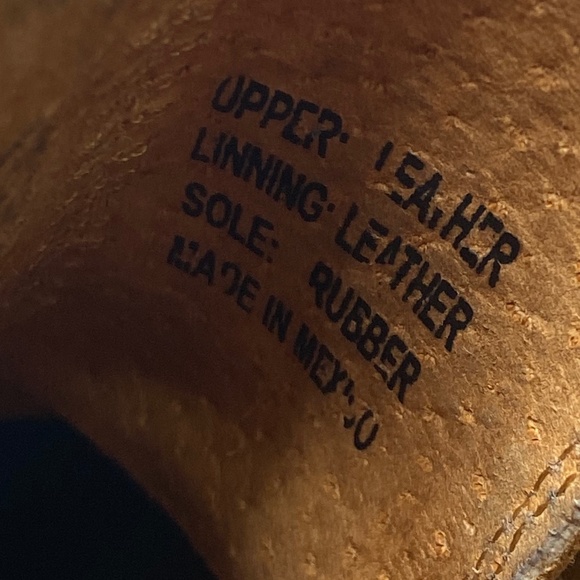 UPPER: LEATHER
LINNING: LEATHER
SOLE: RUBBER
MADE IN MEXICO